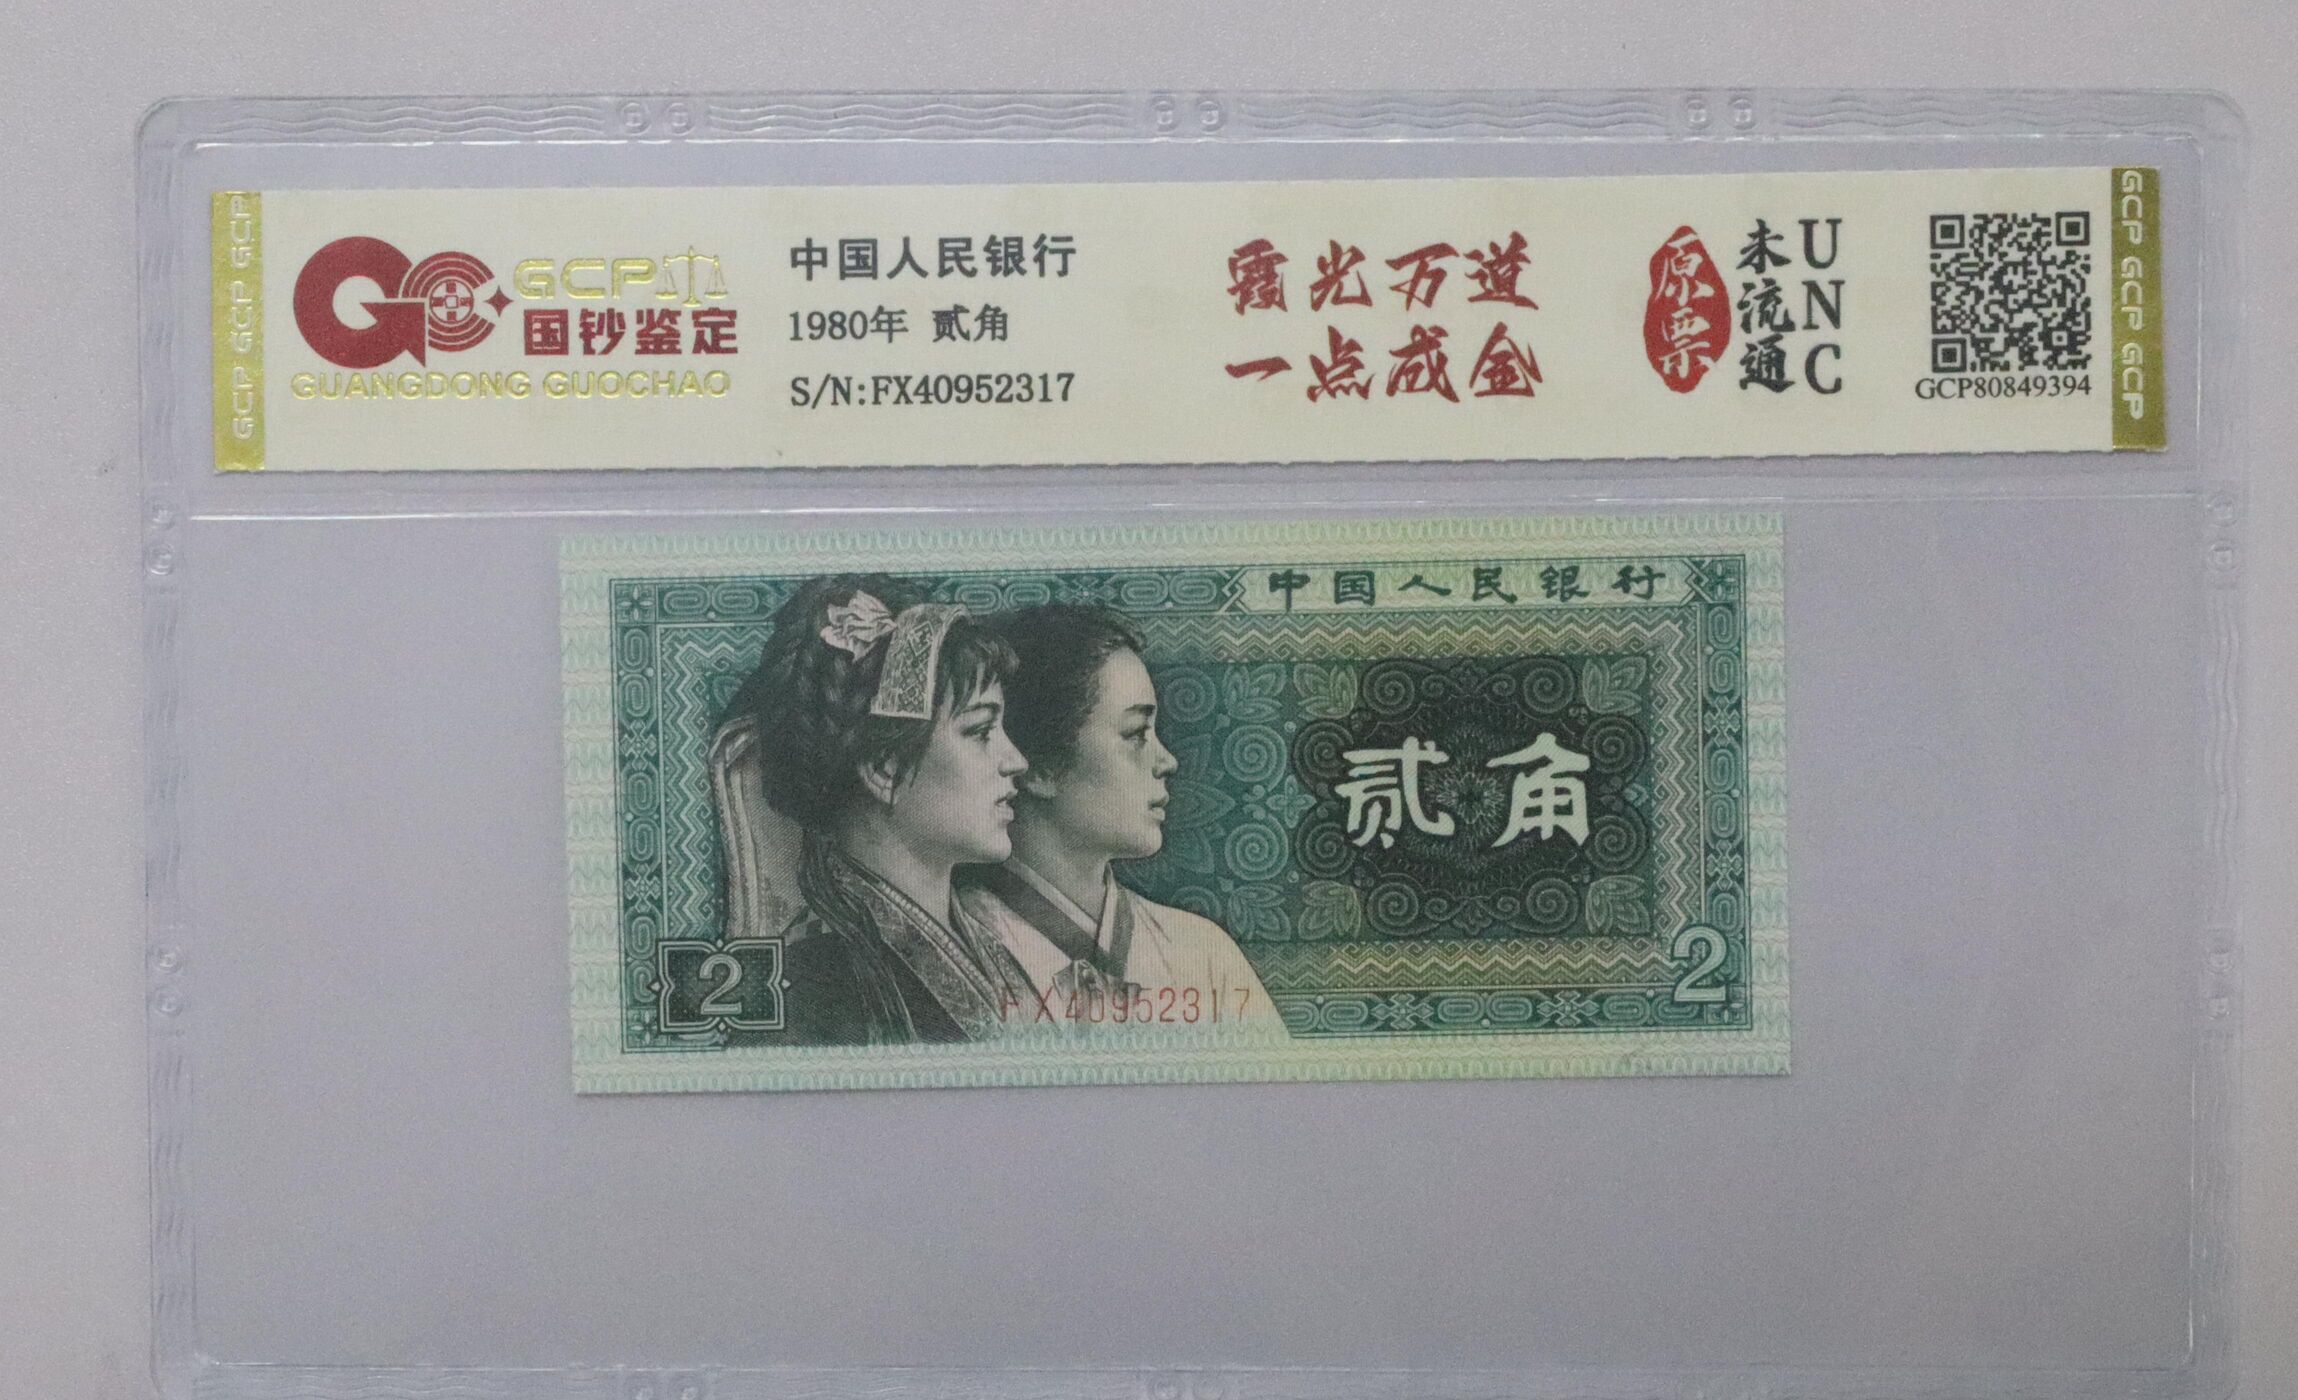 GCP GCP GCP
GCP
国钞鉴定
GUANGDONG GUOCHAO
中国人民银行
1980年 贰角
S/N:FX40952317
霞光万道
一点成金
原票
未流通
UNC
GCP80849394
GCP GCP GCP
中国人民银行
贰角
2
2
FX40952317